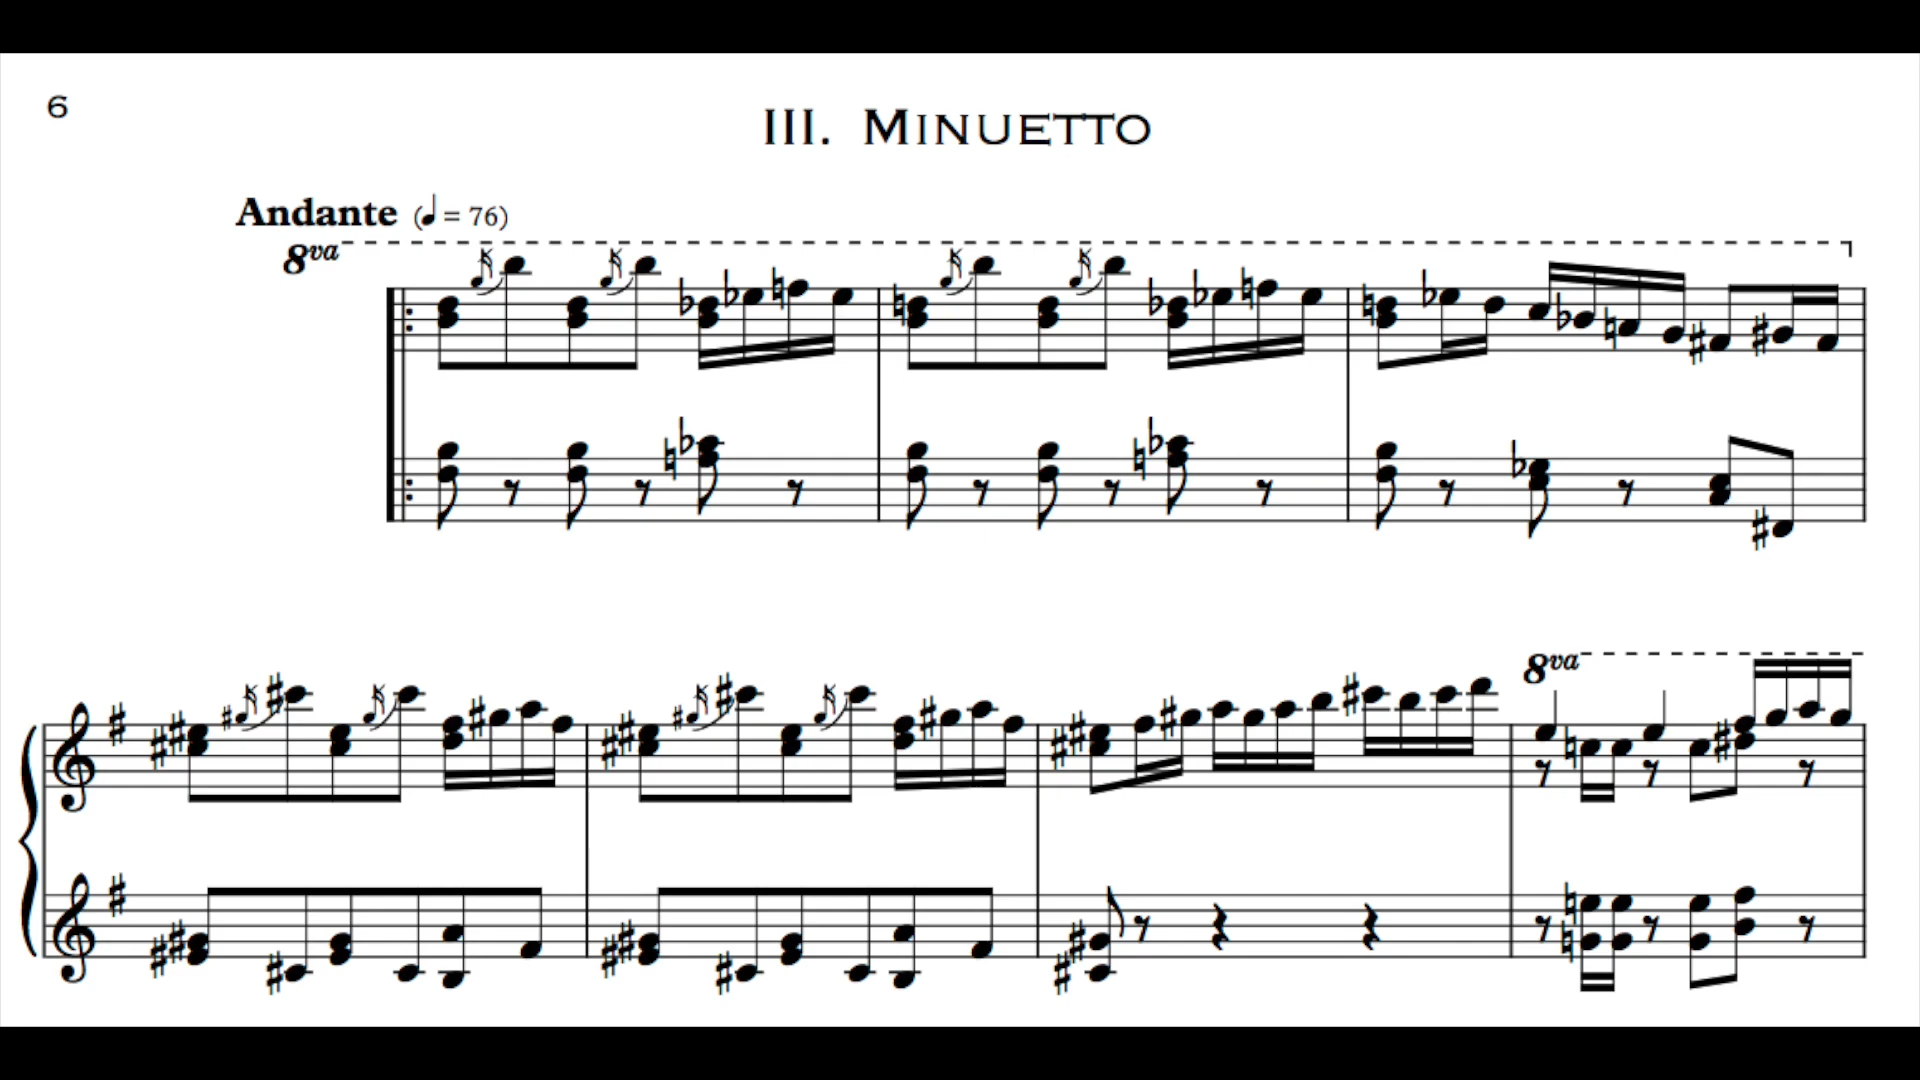 6
III. MINUETTO
Andante (♩ = 76)
8va
8va